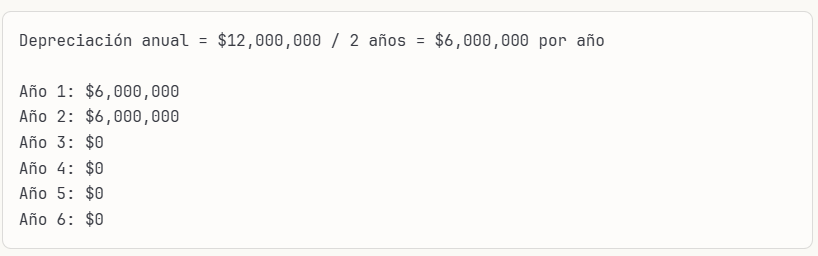 Depreciación anual = $12,000,000 / 2 años = $6,000,000 por año
Año 1: $6,000,000
Año 2: $6,000,000
Año 3: $0
Año 4: $0
Año 5: $0
Año 6: $0